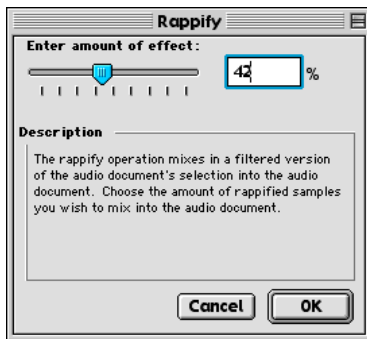 Rappify
Enter amount of effect:
42 %
Description
The rappify operation mixes in a filtered version
of the audio document's selection into the audio
document. Choose the amount of rappified samples
you wish to mix into the audio document.
Cancel OK